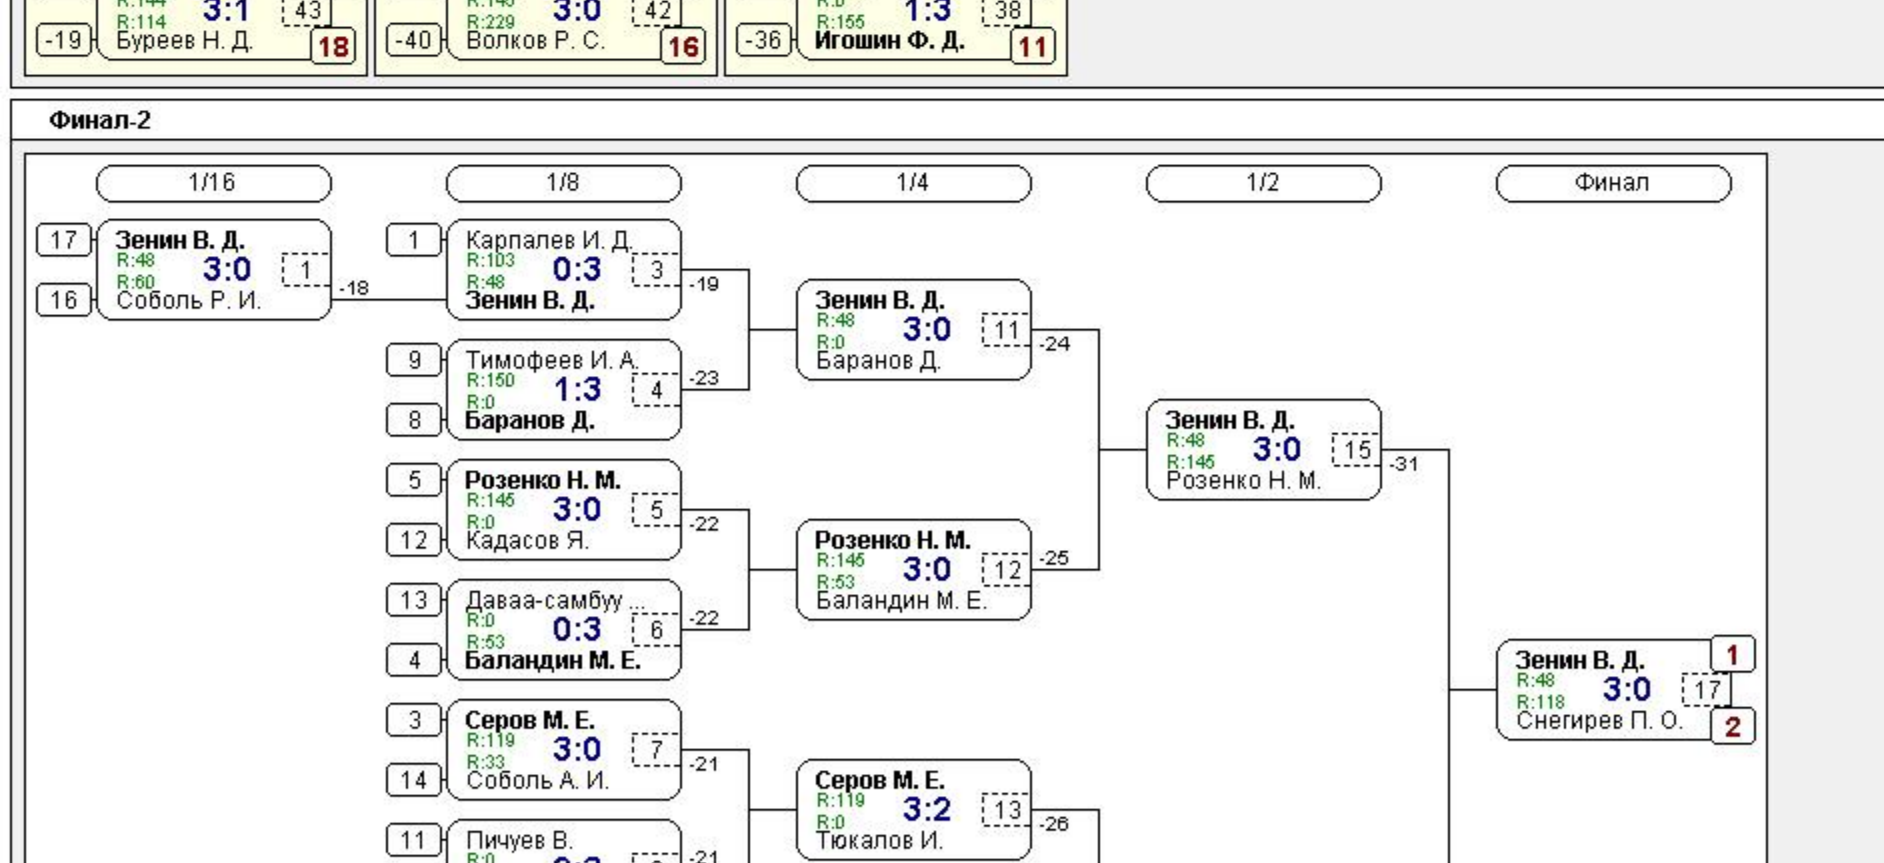 3:1
43
R:114
-19
Буреев Н. Д.
18
3:0
42
R:229
-40
Волков Р. С.
16
1:3
38
R:155
-36
Игошин Ф. Д.
11
Финал-2
1/16
1/8
1/4
1/2
Финал
17
Зенин В. Д.
R:48
3:0
1
R:60
16
Соболь Р. И.
-18
1
Карпалев И. Д.
R:103
0:3
3
R:48
Зенин В. Д.
-19
9
Тимофеев И. А.
R:150
1:3
4
R:0
8
Баранов Д.
-23
5
Розенко Н. М.
R:145
3:0
5
R:0
12
Кадасов Я.
-22
13
Даваа-самбуу ...
R:0
0:3
6
R:53
4
Баландин М. Е.
-22
3
Серов М. Е.
R:119
3:0
7
R:33
14
Соболь А. И.
-21
11
Пичуев В.
R:0
-21
Зенин В. Д.
R:48
3:0
11
R:0
Баранов Д.
-24
Розенко Н. М.
R:145
3:0
12
R:53
Баландин М. Е.
-25
Серов М. Е.
R:119
3:2
13
R:0
Тюкалов И.
-26
Зенин В. Д.
R:48
3:0
15
R:145
Розенко Н. М.
-31
Зенин В. Д.
1
R:48
3:0
17
R:118
Снегирев П. О.
2